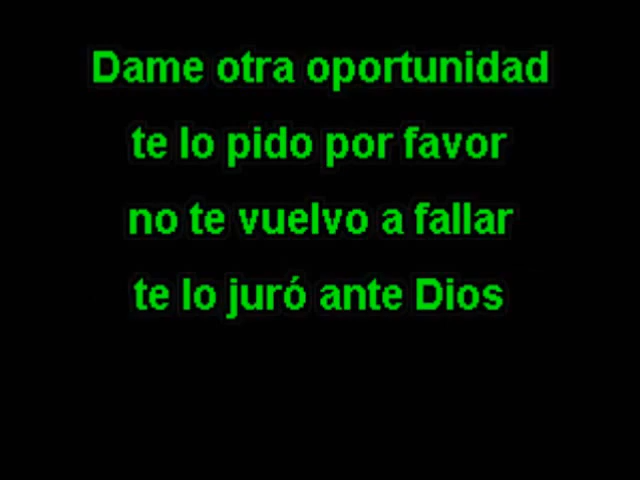 Dame otra oportunidad
te lo pido por favor
no te vuelvo a fallar
te lo juró ante Dios